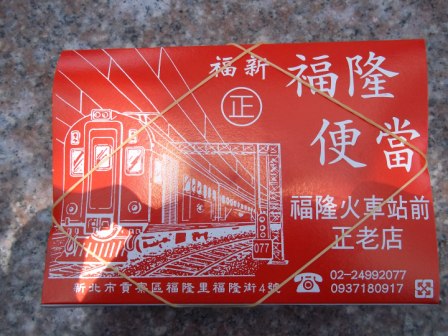 新福
正
福隆
便當
福隆火車站前
正老店
077
新北市貢寮區福隆里福隆街4號
02-24992077
0937180917